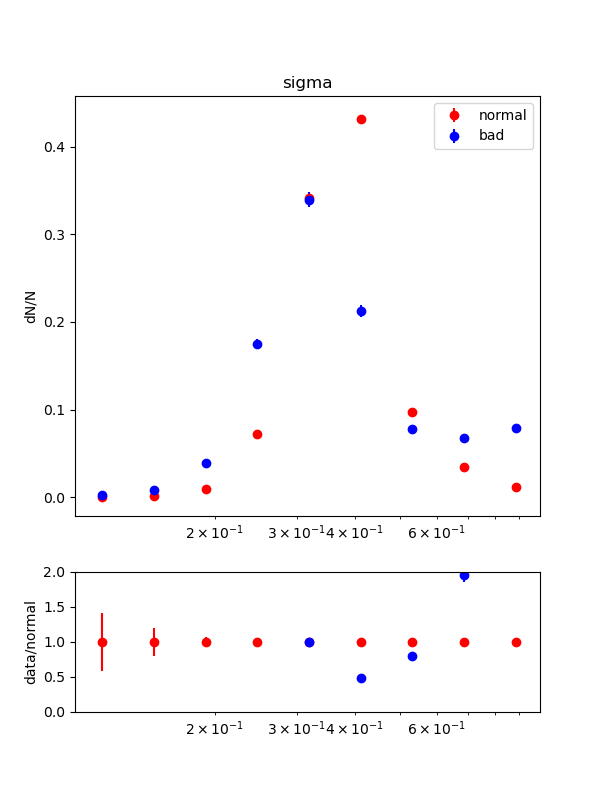 sigma
normal
bad
dN/N
0.4
0.3
0.2
0.1
0.0
2 × 10⁻¹ 3 × 10⁻¹ 4 × 10⁻¹ 6 × 10⁻¹
data/normal
2.0
1.5
1.0
0.5
0.0
2 × 10⁻¹ 3 × 10⁻¹ 4 × 10⁻¹ 6 × 10⁻¹